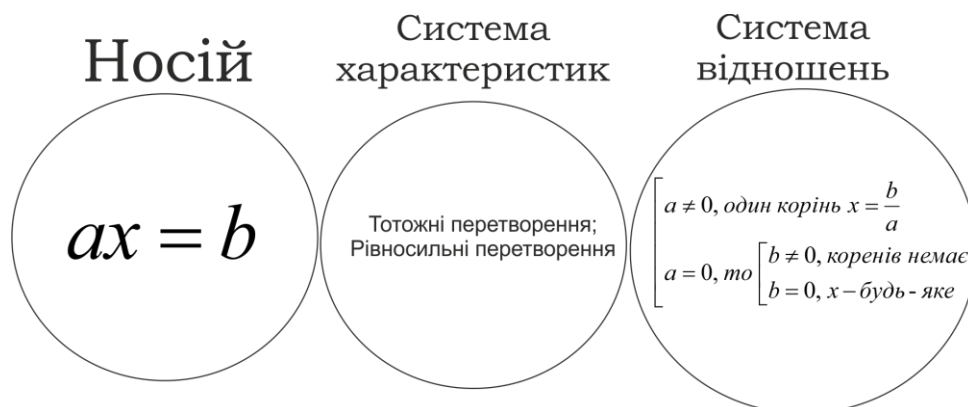 Носій
Система
характеристик
Система
відношень
ax = b
Тотожні перетворення;
Рівносильні перетворення
a ≠ 0, один корінь x = b/a
a = 0, то
b ≠ 0, коренів немає
b = 0, x – будь - яке